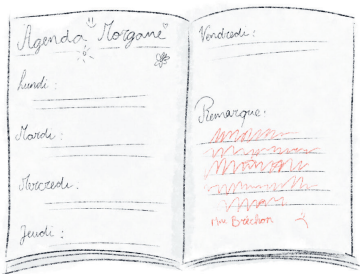 Agenda Morgane
Lundi :
Mardi :
Mercredi :
Jeudi :
Vendredi :
Remarque :
Mme Bréchon